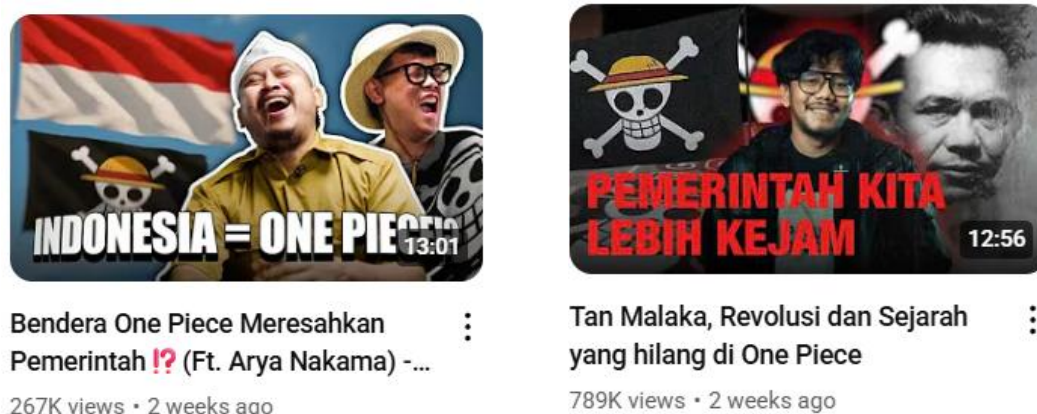 INDONESIA = ONE PIECE
13:01
Bendera One Piece Meresahkan
Pemerintah ⁉ (Ft. Arya Nakama) -...
267K views • 2 weeks ago
PEMERINTAH KITA
LEBIH KEJAM
12:56
Tan Malaka, Revolusi dan Sejarah
yang hilang di One Piece
789K views • 2 weeks ago